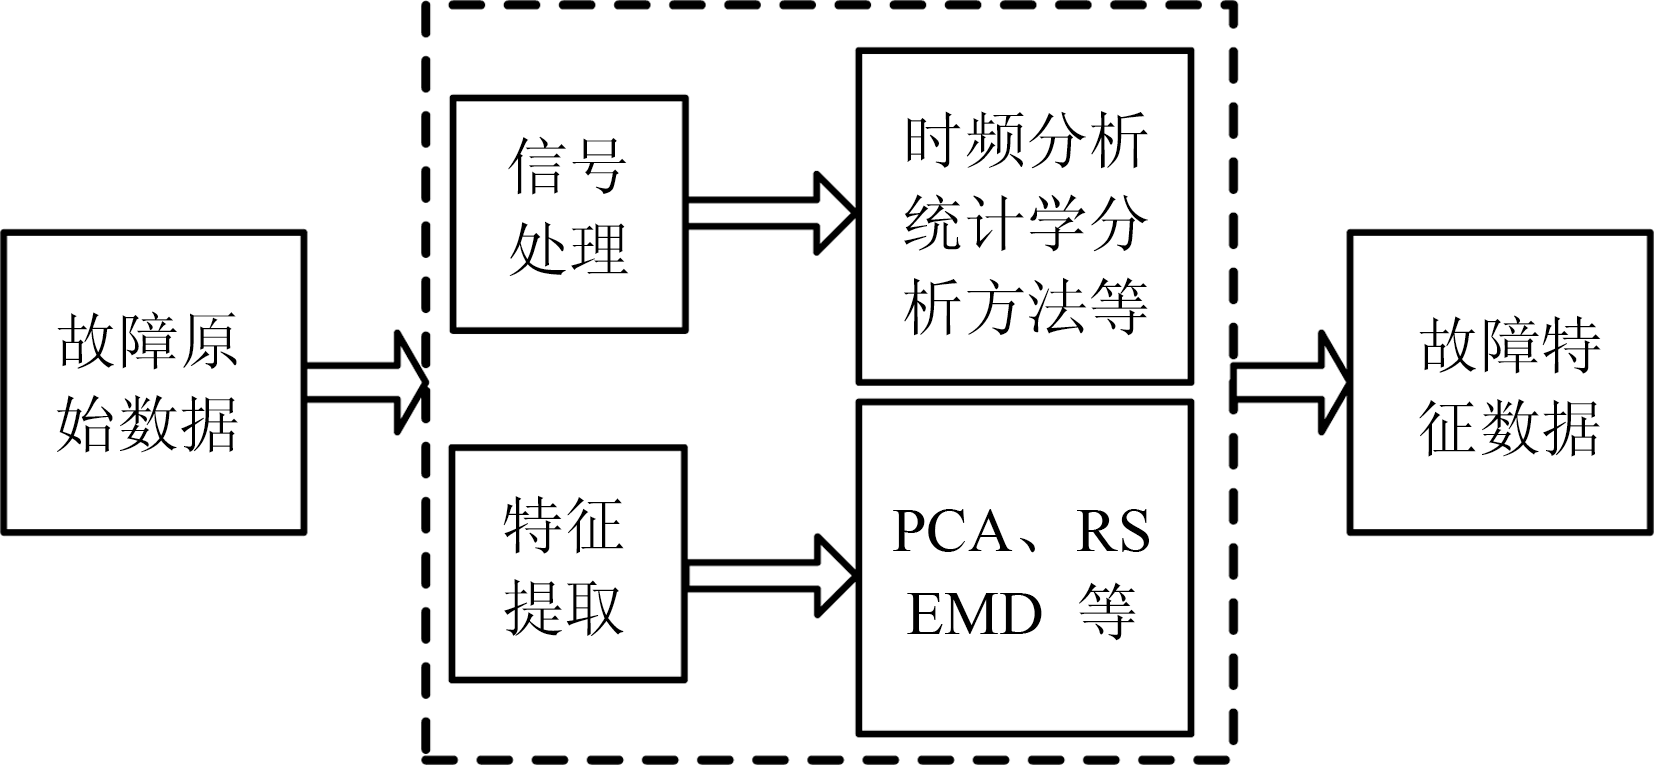 故障原
始数据
信号
处理
时频分析
统计学分
析方法等
特征
提取
PCA、RS
EMD 等
故障特
征数据